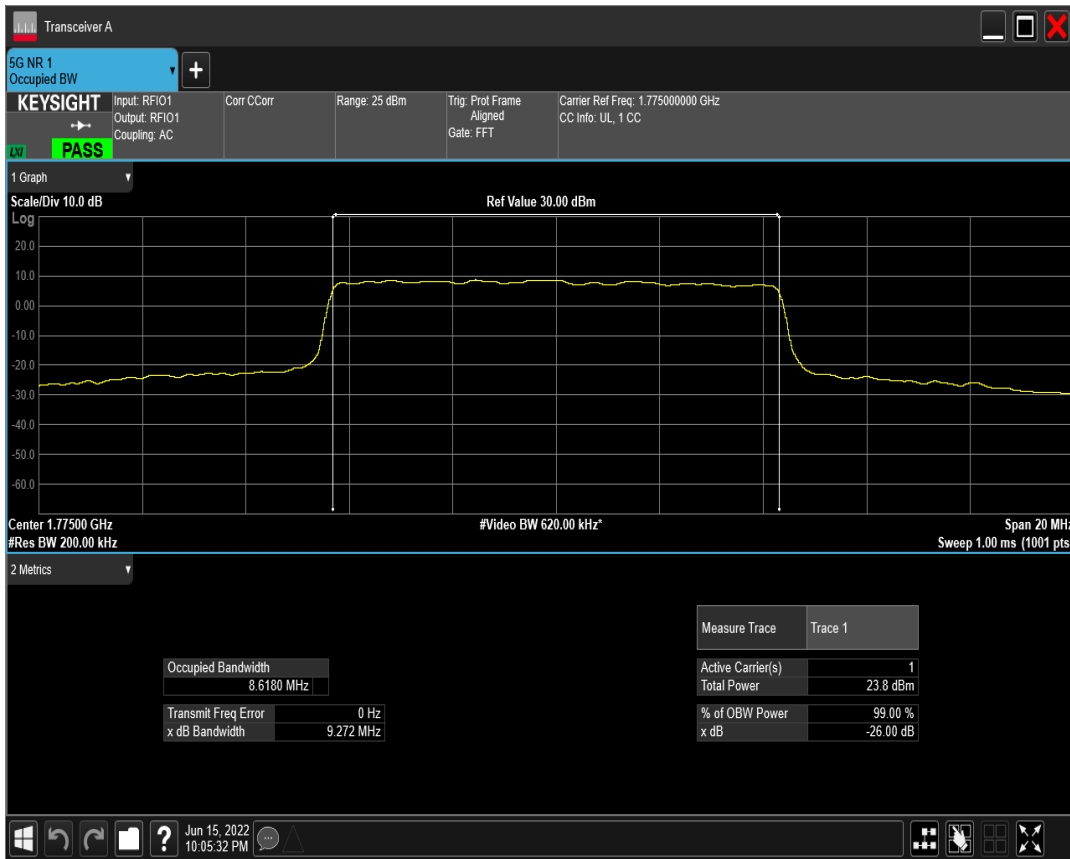 Transceiver A
5G NR 1
Occupied BW
+
KEYSIGHT
LXI
PASS
Input: RFIO1
Output: RFIO1
Coupling: AC
Corr CCorr
Range: 25 dBm
Trig: Prot Frame
Aligned
Gate: FFT
Carrier Ref Freq: 1.775000000 GHz
CC Info: UL, 1 CC
1 Graph
Scale/Div 10.0 dB
Ref Value 30.00 dBm
Log
20.0
10.0
0.00
-10.0
-20.0
-30.0
-40.0
-50.0
-60.0
Center 1.77500 GHz
#Video BW 620.00 kHz*
Span 20 MHz
#Res BW 200.00 kHz
Sweep 1.00 ms (1001 pts
2 Metrics
Measure Trace
Trace 1
Occupied Bandwidth
8.6180 MHz
Active Carrier(s)
1
Total Power
23.8 dBm
Transmit Freq Error
0 Hz
x dB Bandwidth
9.272 MHz
% of OBW Power
99.00 %
x dB
-26.00 dB
?
Jun 15, 2022
10:05:32 PM